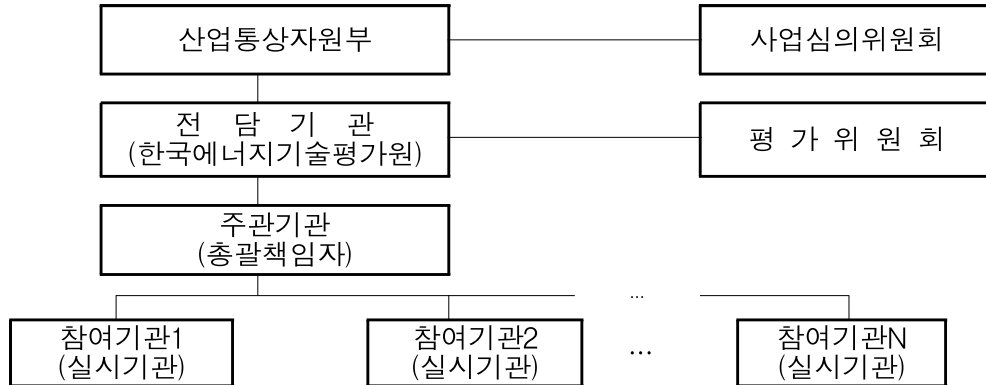 산업통상자원부
사업심의위원회
전 담 기 관
(한국에너지기술평가원)
평 가 위 원 회
주관기관
(총괄책임자)
...
참여기관1
(실시기관)
참여기관2
(실시기관)
...
참여기관N
(실시기관)